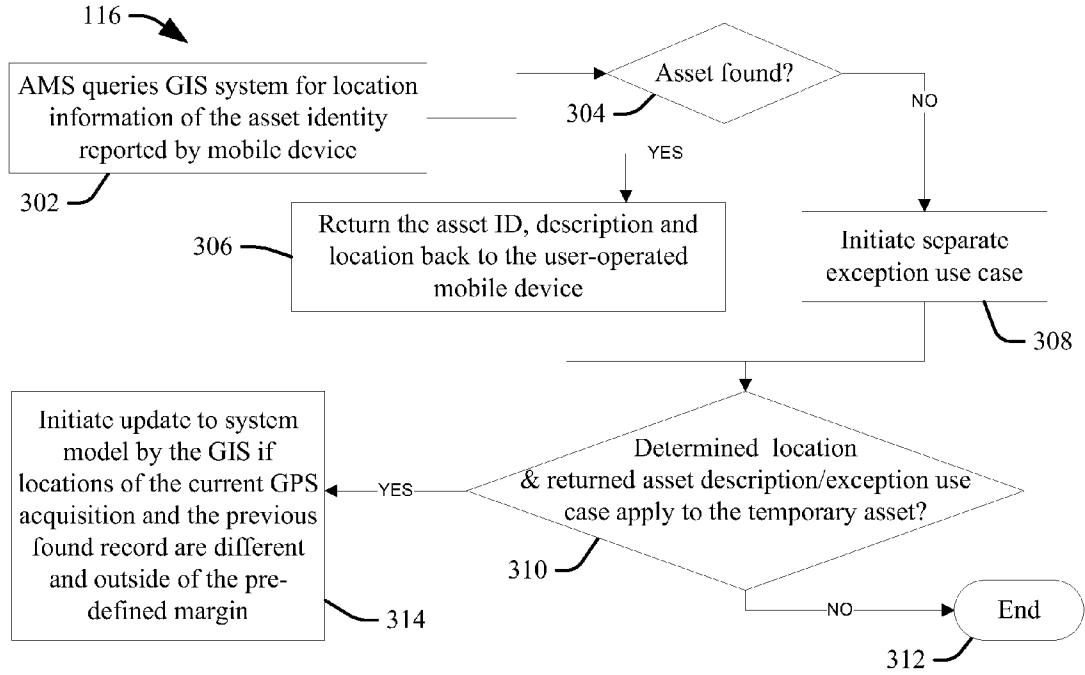 116
AMS queries GIS system for location
information of the asset identity
reported by mobile device
302
Asset found?
304
NO
YES
Return the asset ID, description and
location back to the user-operated
mobile device
306
Initiate separate
exception use case
308
Determined location
& returned asset description/exception use
case apply to the temporary asset?
310
YES
Initiate update to system
model by the GIS if
locations of the current GPS
acquisition and the previous
found record are different
and outside of the pre-
defined margin
314
NO
End
312